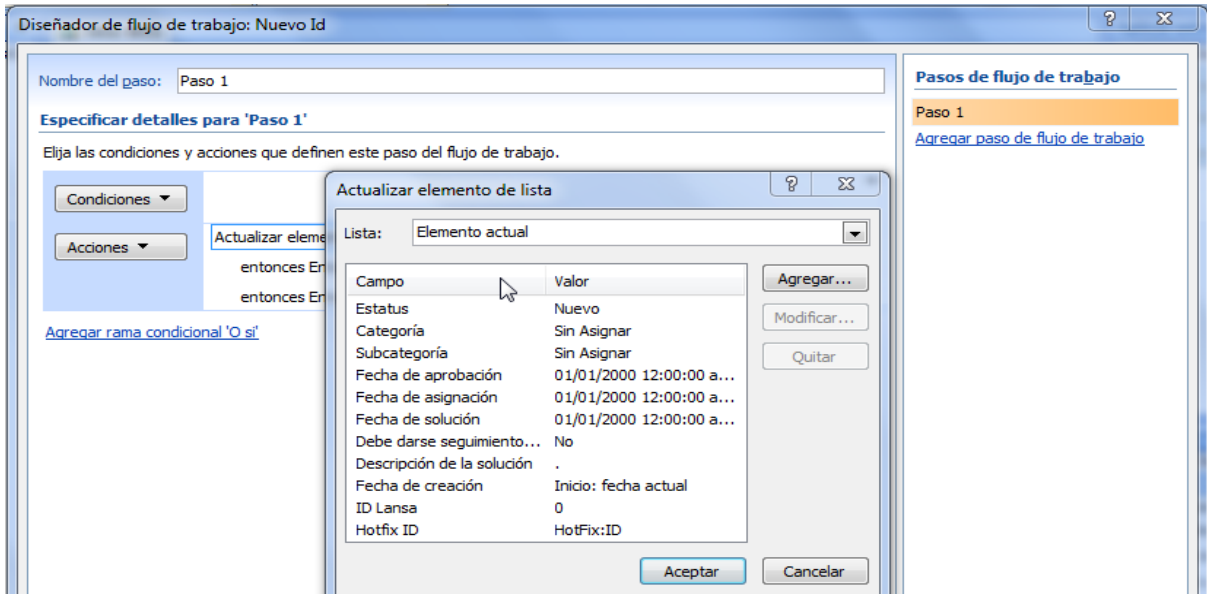 Diseñador de flujo de trabajo: Nuevo Id
Nombre del paso: Paso 1
Especificar detalles para 'Paso 1'
Elija las condiciones y acciones que definen este paso del flujo de trabajo.
Condiciones
Acciones
Actualizar eleme
entonces En
entonces En
Agregar rama condicional 'O si'
Actualizar elemento de lista
Lista: Elemento actual
Campo Valor
Estatus Nuevo
Categoría Sin Asignar
Subcategoría Sin Asignar
Fecha de aprobación 01/01/2000 12:00:00 a...
Fecha de asignación 01/01/2000 12:00:00 a...
Fecha de solución 01/01/2000 12:00:00 a...
Debe darse seguimiento... No
Descripción de la solución .
Fecha de creación Inicio: fecha actual
ID Lansa 0
Hotfix ID HotFix:ID
Agregar...
Modificar...
Quitar
Aceptar Cancelar
Pasos de flujo de trabajo
Paso 1
Agregar paso de flujo de trabajo